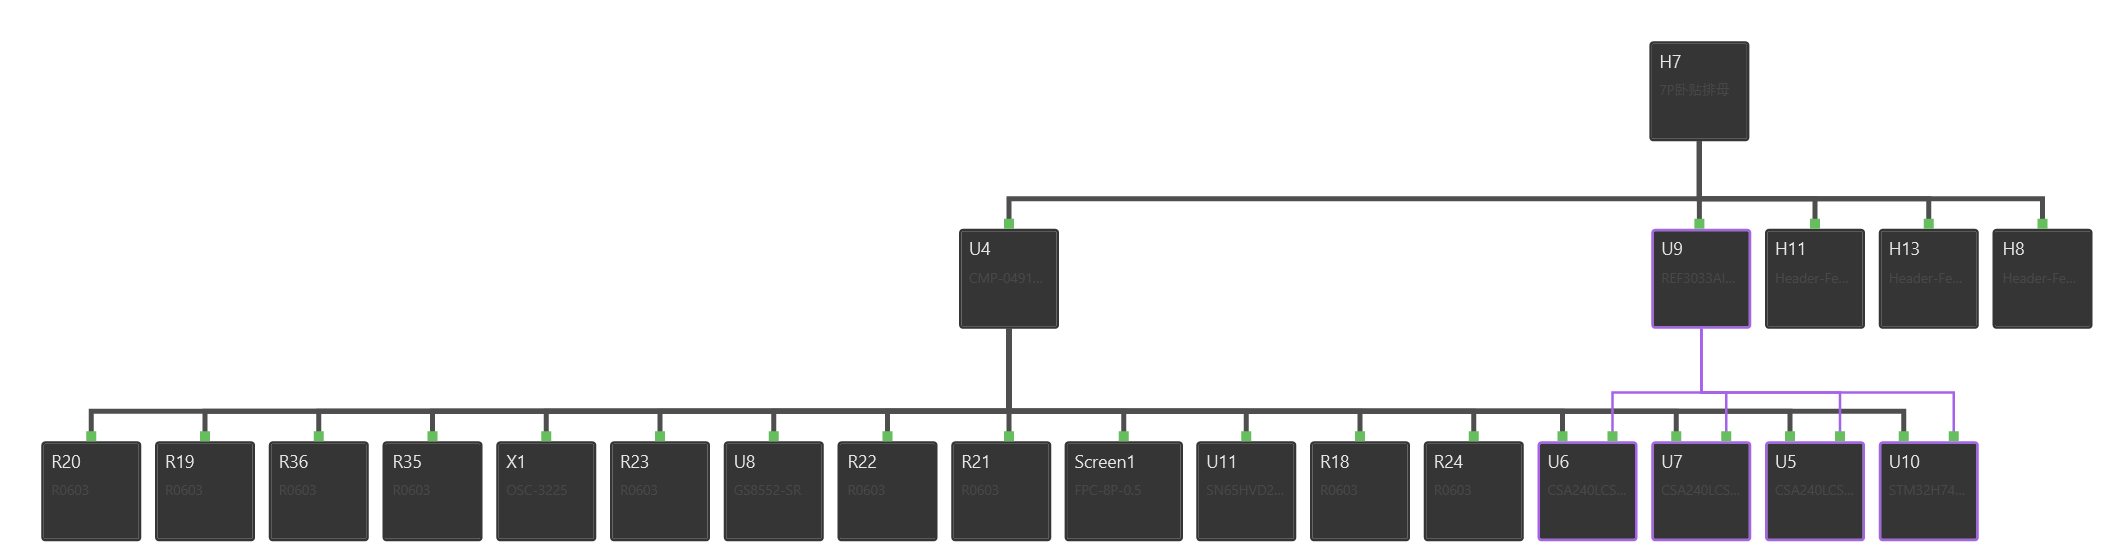 H7
7P卧贴排母
U4
CMP-0491...
U9
REF3033AI...
H11
Header-Fe...
H13
Header-Fe...
H8
Header-Fe...
R20
R0603
R19
R0603
R36
R0603
R35
R0603
X1
OSC-3225
R23
R0603
U8
GS8552-SR
R22
R0603
R21
R0603
Screen1
FPC-8P-0.5
U11
SN65HVD2...
R18
R0603
R24
R0603
U6
CSA240LCS...
U7
CSA240LCS...
U5
CSA240LCS...
U10
STM32H74...